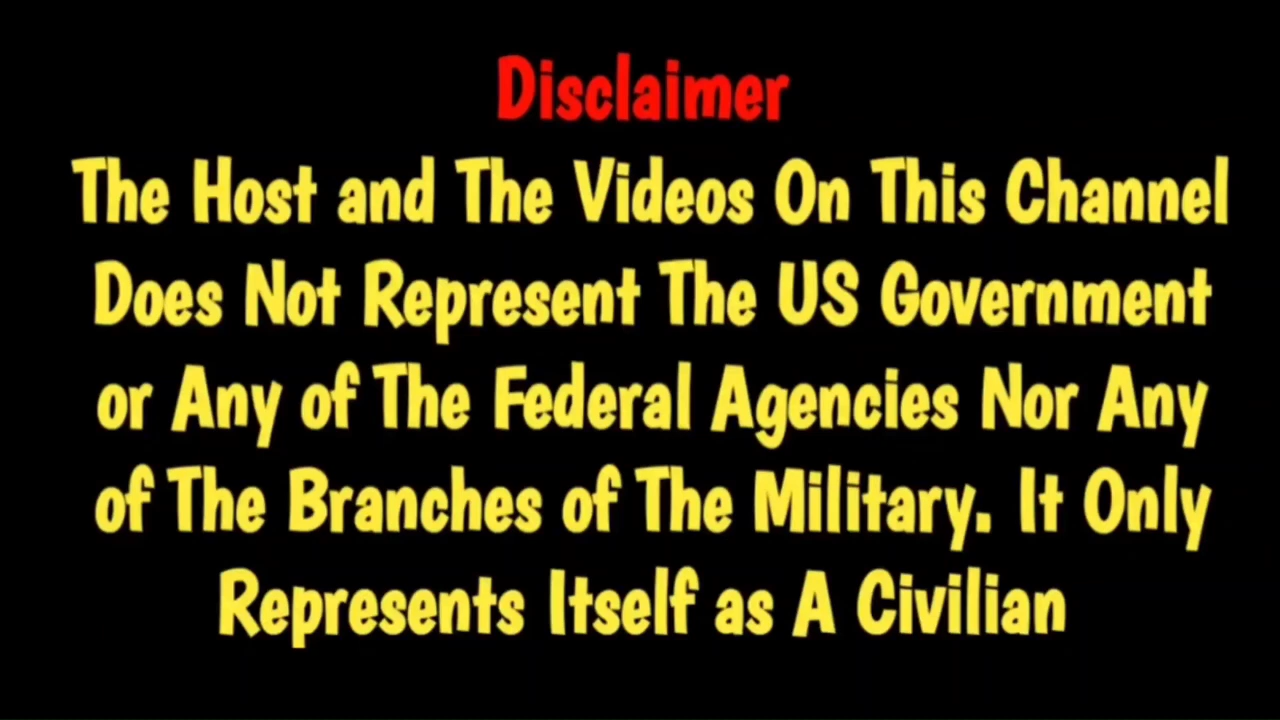 Disclaimer
The Host and The Videos On This Channel
Does Not Represent The US Government
or Any of The Federal Agencies Nor Any
of The Branches of The Military. It Only
Represents Itself as A Civilian